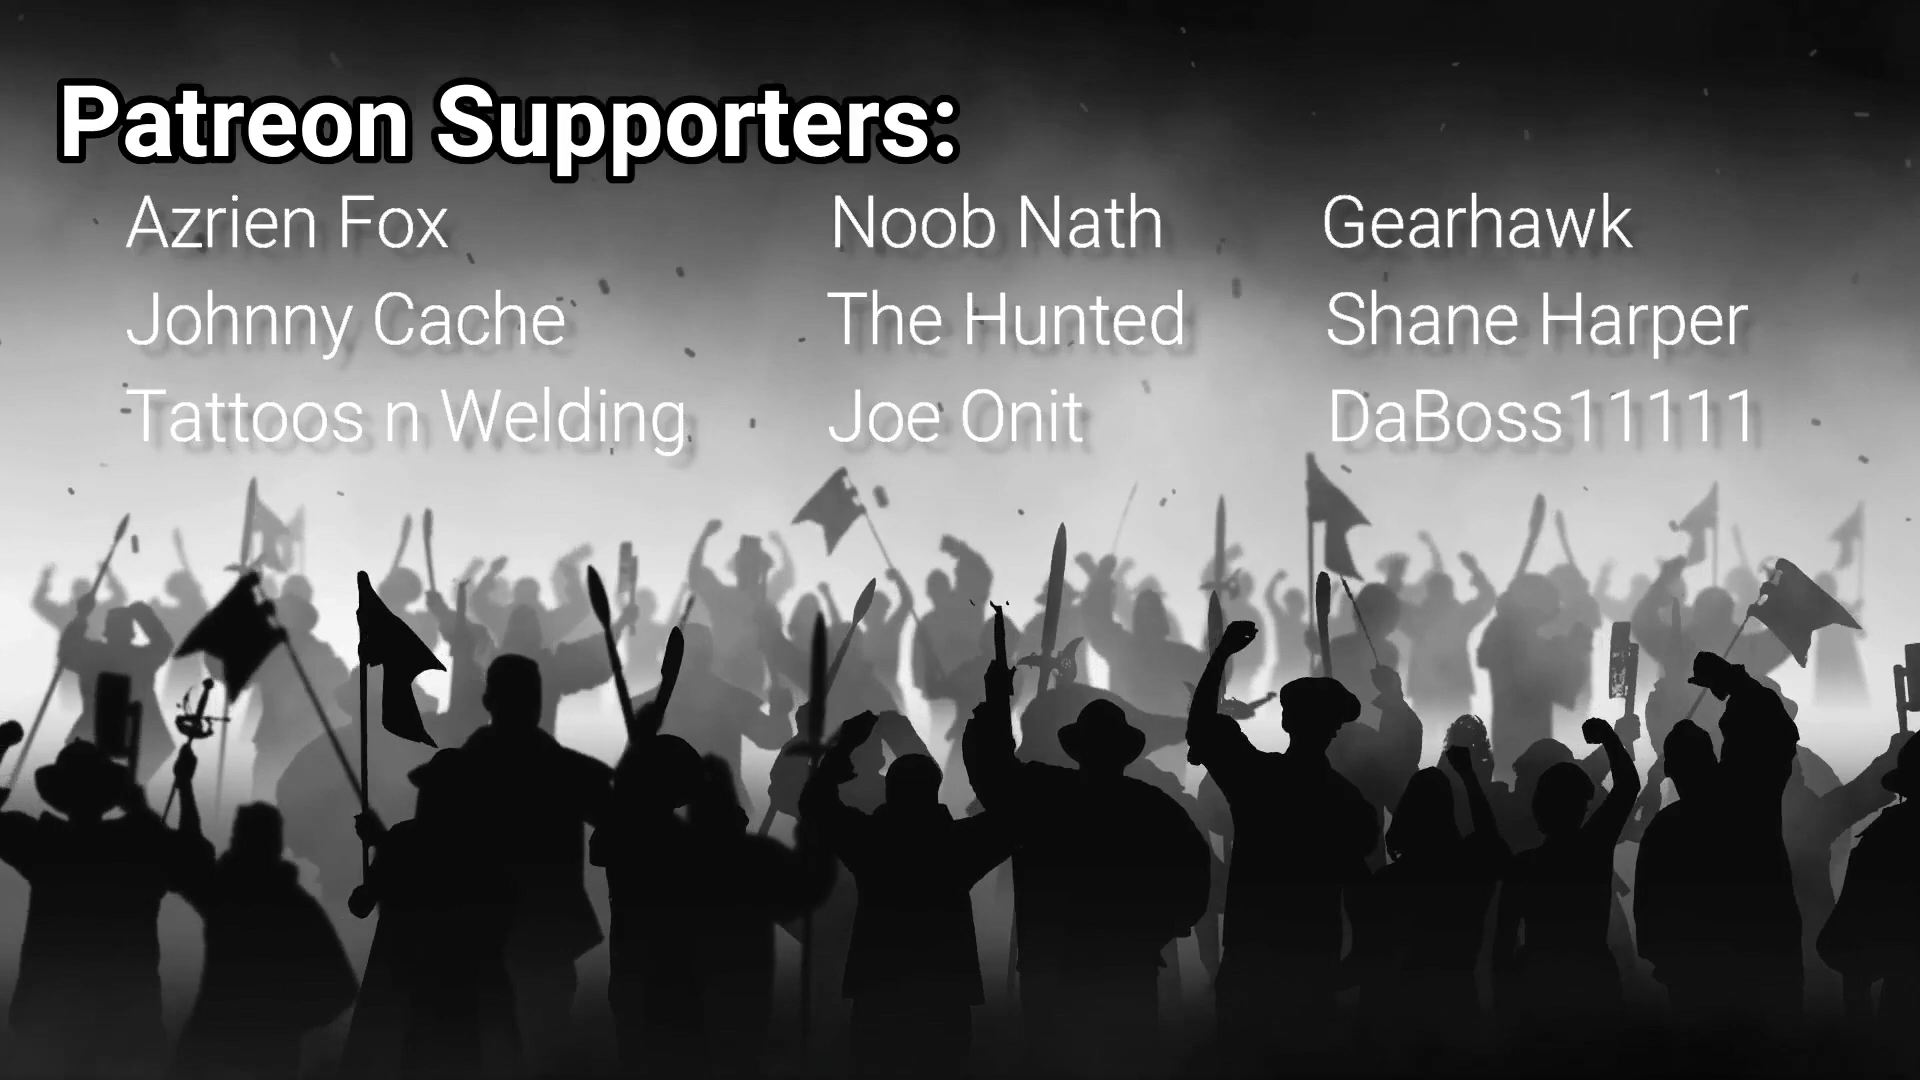 Patreon Supporters:
Azrien Fox
Noob Nath
Gearhawk
Johnny Cache
The Hunted
Shane Harper
Tattoos n Welding
Joe Onit
DaBoss11111